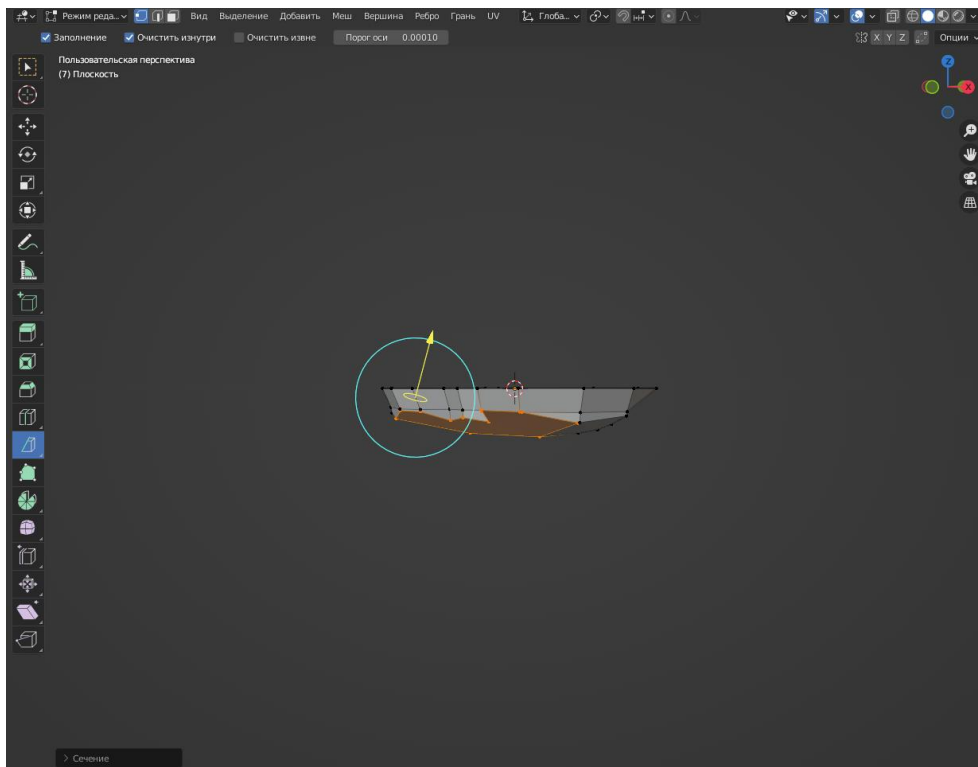 Режим реда... Вид Выделение Добавить Меш Вершина Ребро Грань UV Глоба...
Заполнение Очистить изнутри Очистить извне Порог оси 0.00010 X Y Z Опции
Пользовательская перспектива
(7) Плоскость
Z
X
Сечение